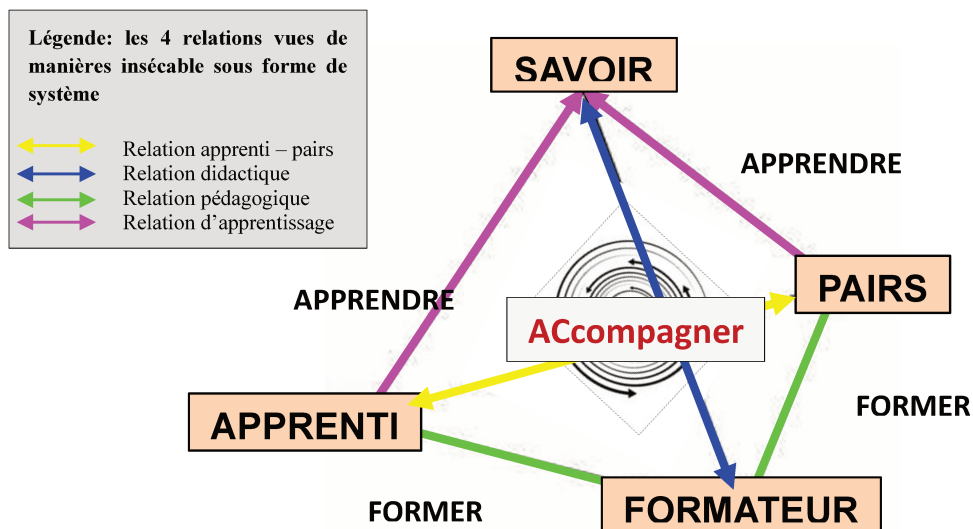 Légende: les 4 relations vues de
manières insécable sous forme de
système
Relation apprenti – pairs
Relation didactique
Relation pédagogique
Relation d'apprentissage
SAVOIR
APPRENDRE
PAIRS
APPRENDRE
ACcompagner
APPRENTI
FORMER
FORMATEUR
FORMER